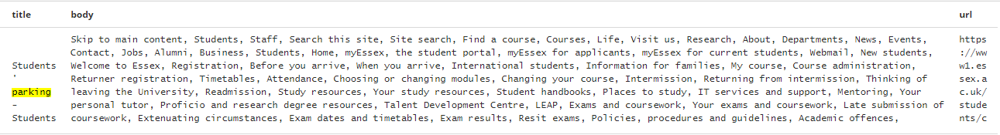 title body url
Skip to main content, Students, Staff, Search this site, Site search, Find a course, Courses, Life, Visit us, Research, About, Departments, News, Events, https
Contact, Jobs, Alumni, Business, Students, Home, myEssex, the student portal, myEssex for applicants, myEssex for current students, Webmail, New students, ://ww
Students Welcome to Essex, Registration, Before you arrive, When you arrive, International students, Information for families, My course, Course administration, w1.es
' Returner registration, Timetables, Attendance, Choosing or changing modules, Changing your course, Intermission, Returning from intermission, Thinking of sex.a
parking leaving the University, Readmission, Study resources, Your study resources, Student handbooks, Places to study, IT services and support, Mentoring, Your c.uk/
- personal tutor, Proficio and research degree resources, Talent Development Centre, LEAP, Exams and coursework, Your exams and coursework, Late submission of stude
Students coursework, Extenuating circumstances, Exam dates and timetables, Exam results, Resit exams, Policies, procedures and guidelines, Academic offences, nts/c